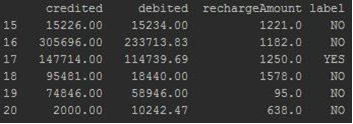 credited debited rechargeAmount label
15 15226.00 15234.00 1221.0 NO
16 305696.00 233713.83 1182.0 NO
17 147714.00 114739.69 1250.0 YES
18 95481.00 18440.00 1578.0 NO
19 74846.00 58946.00 95.0 NO
20 2000.00 10242.47 638.0 NO